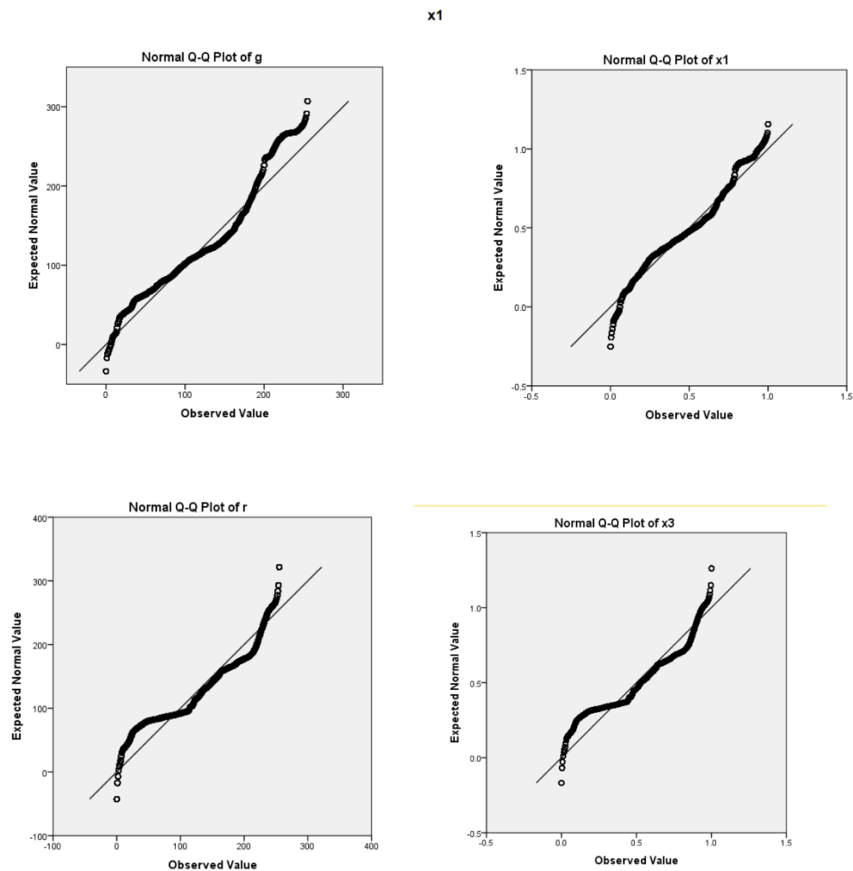 x1
Normal Q-Q Plot of g
Expected Normal Value
300
200
100
0
0 100 200 300
Observed Value
Normal Q-Q Plot of x1
Expected Normal Value
1.5
1.0
0.5
0.0
-0.5
-0.5 0.0 0.5 1.0 1.5
Observed Value
Normal Q-Q Plot of r
Expected Normal Value
400
300
200
100
0
-100
-100 0 100 200 300 400
Observed Value
Normal Q-Q Plot of x3
Expected Normal Value
1.5
1.0
0.5
0.0
-0.5
-0.5 0.0 0.5 1.0 1.5
Observed Value